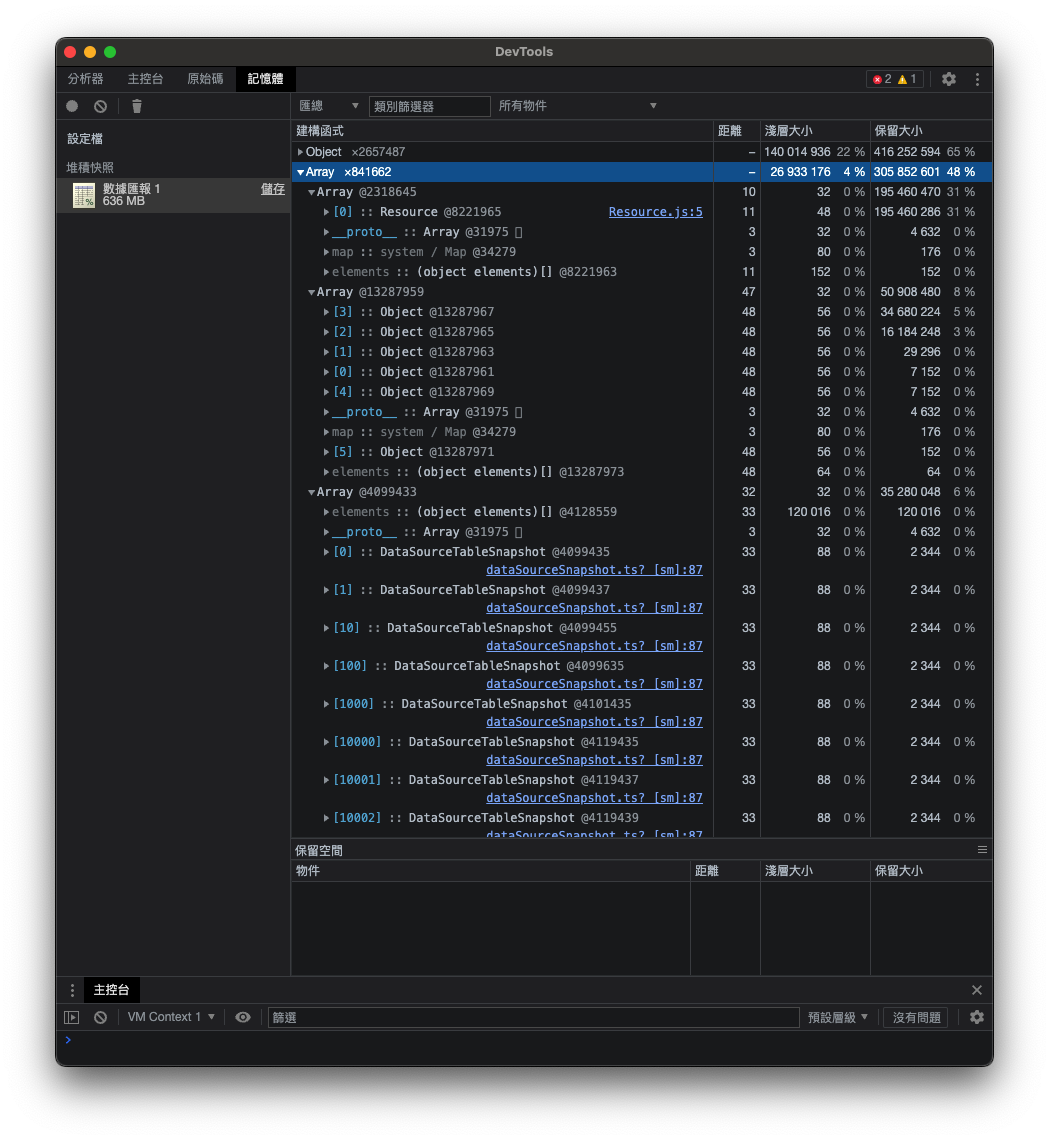 DevTools
分析器 主控台 原始碼 記憶體 2 1
匯總 類別篩選器 所有物件
設定檔
堆積快照
數據匯報 1 儲存
636 MB
建構函式 距離 淺層大小 保留大小
Object ×2657487 – 140 014 936 22 % 416 252 594 65 %
Array ×841662 – 26 933 176 4 % 305 852 601 48 %
Array @2318645 10 32 0 % 195 460 470 31 %
[0] :: Resource @8221965 Resource.js:5 11 48 0 % 195 460 286 31 %
__proto__ :: Array @31975 3 32 0 % 4 632 0 %
map :: system / Map @34279 3 80 0 % 176 0 %
elements :: (object elements)[] @8221963 11 152 0 % 152 0 %
Array @13287959 47 32 0 % 50 908 480 8 %
[3] :: Object @13287967 48 56 0 % 34 680 224 5 %
[2] :: Object @13287965 48 56 0 % 16 184 248 3 %
[1] :: Object @13287963 48 56 0 % 29 296 0 %
[0] :: Object @13287961 48 56 0 % 7 152 0 %
[4] :: Object @13287969 48 56 0 % 7 152 0 %
__proto__ :: Array @31975 3 32 0 % 4 632 0 %
map :: system / Map @34279 3 80 0 % 176 0 %
[5] :: Object @13287971 48 56 0 % 152 0 %
elements :: (object elements)[] @13287973 48 64 0 % 64 0 %
Array @4099433 32 32 0 % 35 280 048 6 %
elements :: (object elements)[] @4128559 33 120 016 0 % 120 016 0 %
__proto__ :: Array @31975 3 32 0 % 4 632 0 %
[0] :: DataSourceTableSnapshot @4099435 33 88 0 % 2 344 0 %
dataSourceSnapshot.ts? [sm]:87
[1] :: DataSourceTableSnapshot @4099437 33 88 0 % 2 344 0 %
dataSourceSnapshot.ts? [sm]:87
[10] :: DataSourceTableSnapshot @4099455 33 88 0 % 2 344 0 %
dataSourceSnapshot.ts? [sm]:87
[100] :: DataSourceTableSnapshot @4099635 33 88 0 % 2 344 0 %
dataSourceSnapshot.ts? [sm]:87
[1000] :: DataSourceTableSnapshot @4101435 33 88 0 % 2 344 0 %
dataSourceSnapshot.ts? [sm]:87
[10000] :: DataSourceTableSnapshot @4119435 33 88 0 % 2 344 0 %
dataSourceSnapshot.ts? [sm]:87
[10001] :: DataSourceTableSnapshot @4119437 33 88 0 % 2 344 0 %
dataSourceSnapshot.ts? [sm]:87
[10002] :: DataSourceTableSnapshot @4119439 33 88 0 % 2 344 0 %
dataSourceSnapshot.ts? [sm]:87
保留空間
物件 距離 淺層大小 保留大小
主控台
VM Context 1 篩選 預設層級 沒有問題